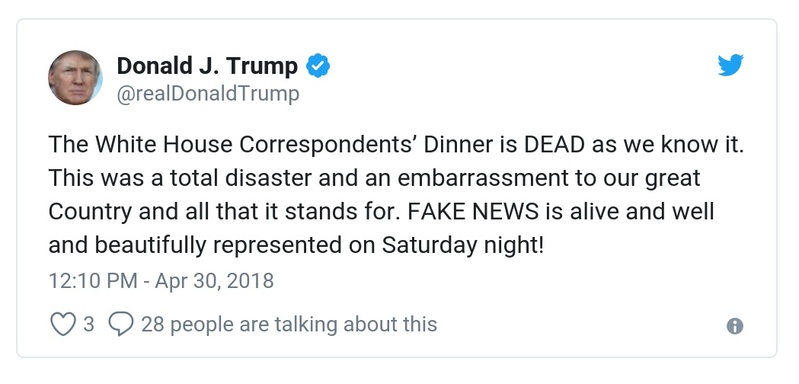 Donald J. Trump
@realDonaldTrump
The White House Correspondents’ Dinner is DEAD as we know it.
This was a total disaster and an embarrassment to our great
Country and all that it stands for. FAKE NEWS is alive and well
and beautifully represented on Saturday night!
12:10 PM - Apr 30, 2018
3 28 people are talking about this